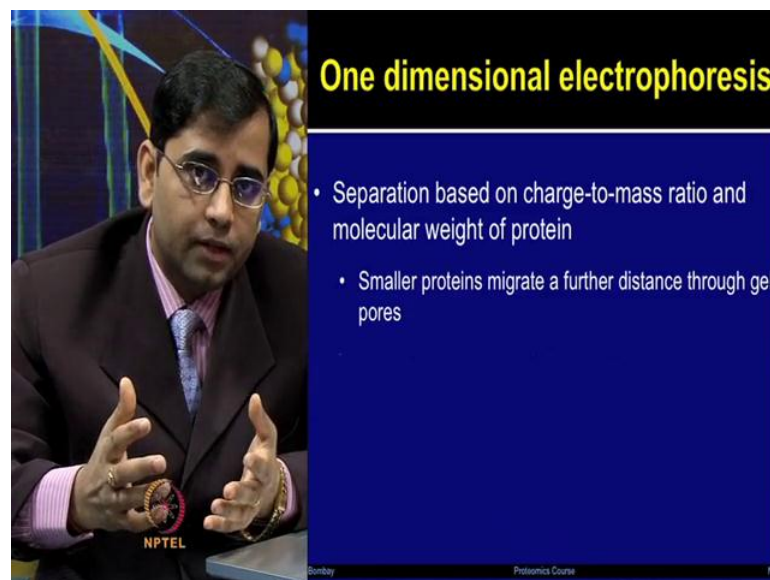 One dimensional electrophoresis
• Separation based on charge-to-mass ratio and
molecular weight of protein
• Smaller proteins migrate a further distance through ge
pores
NPTEL
Bombay
Proteomics Course